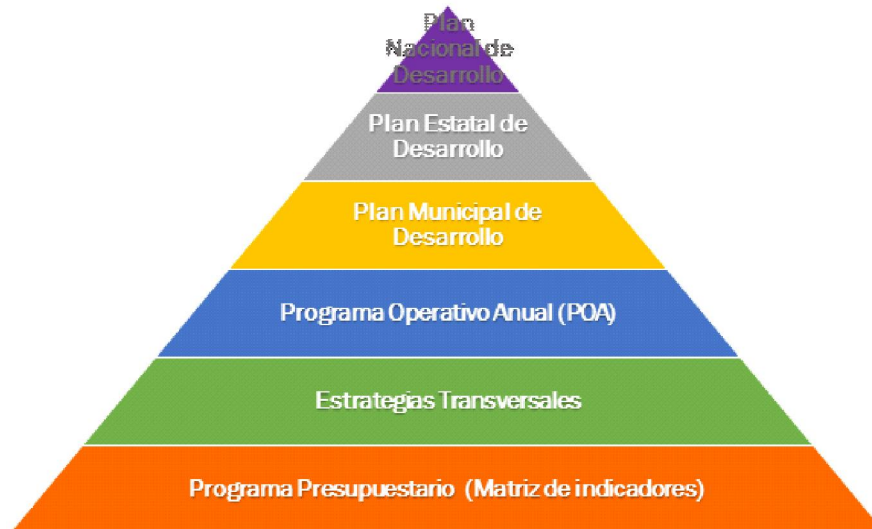 Plan
Nacional de
Desarrollo
Plan Estatal de
Desarrollo
Plan Municipal de
Desarrollo
Programa Operativo Anual (POA)
Estrategias Transversales
Programa Presupuestario (Matriz de indicadores)